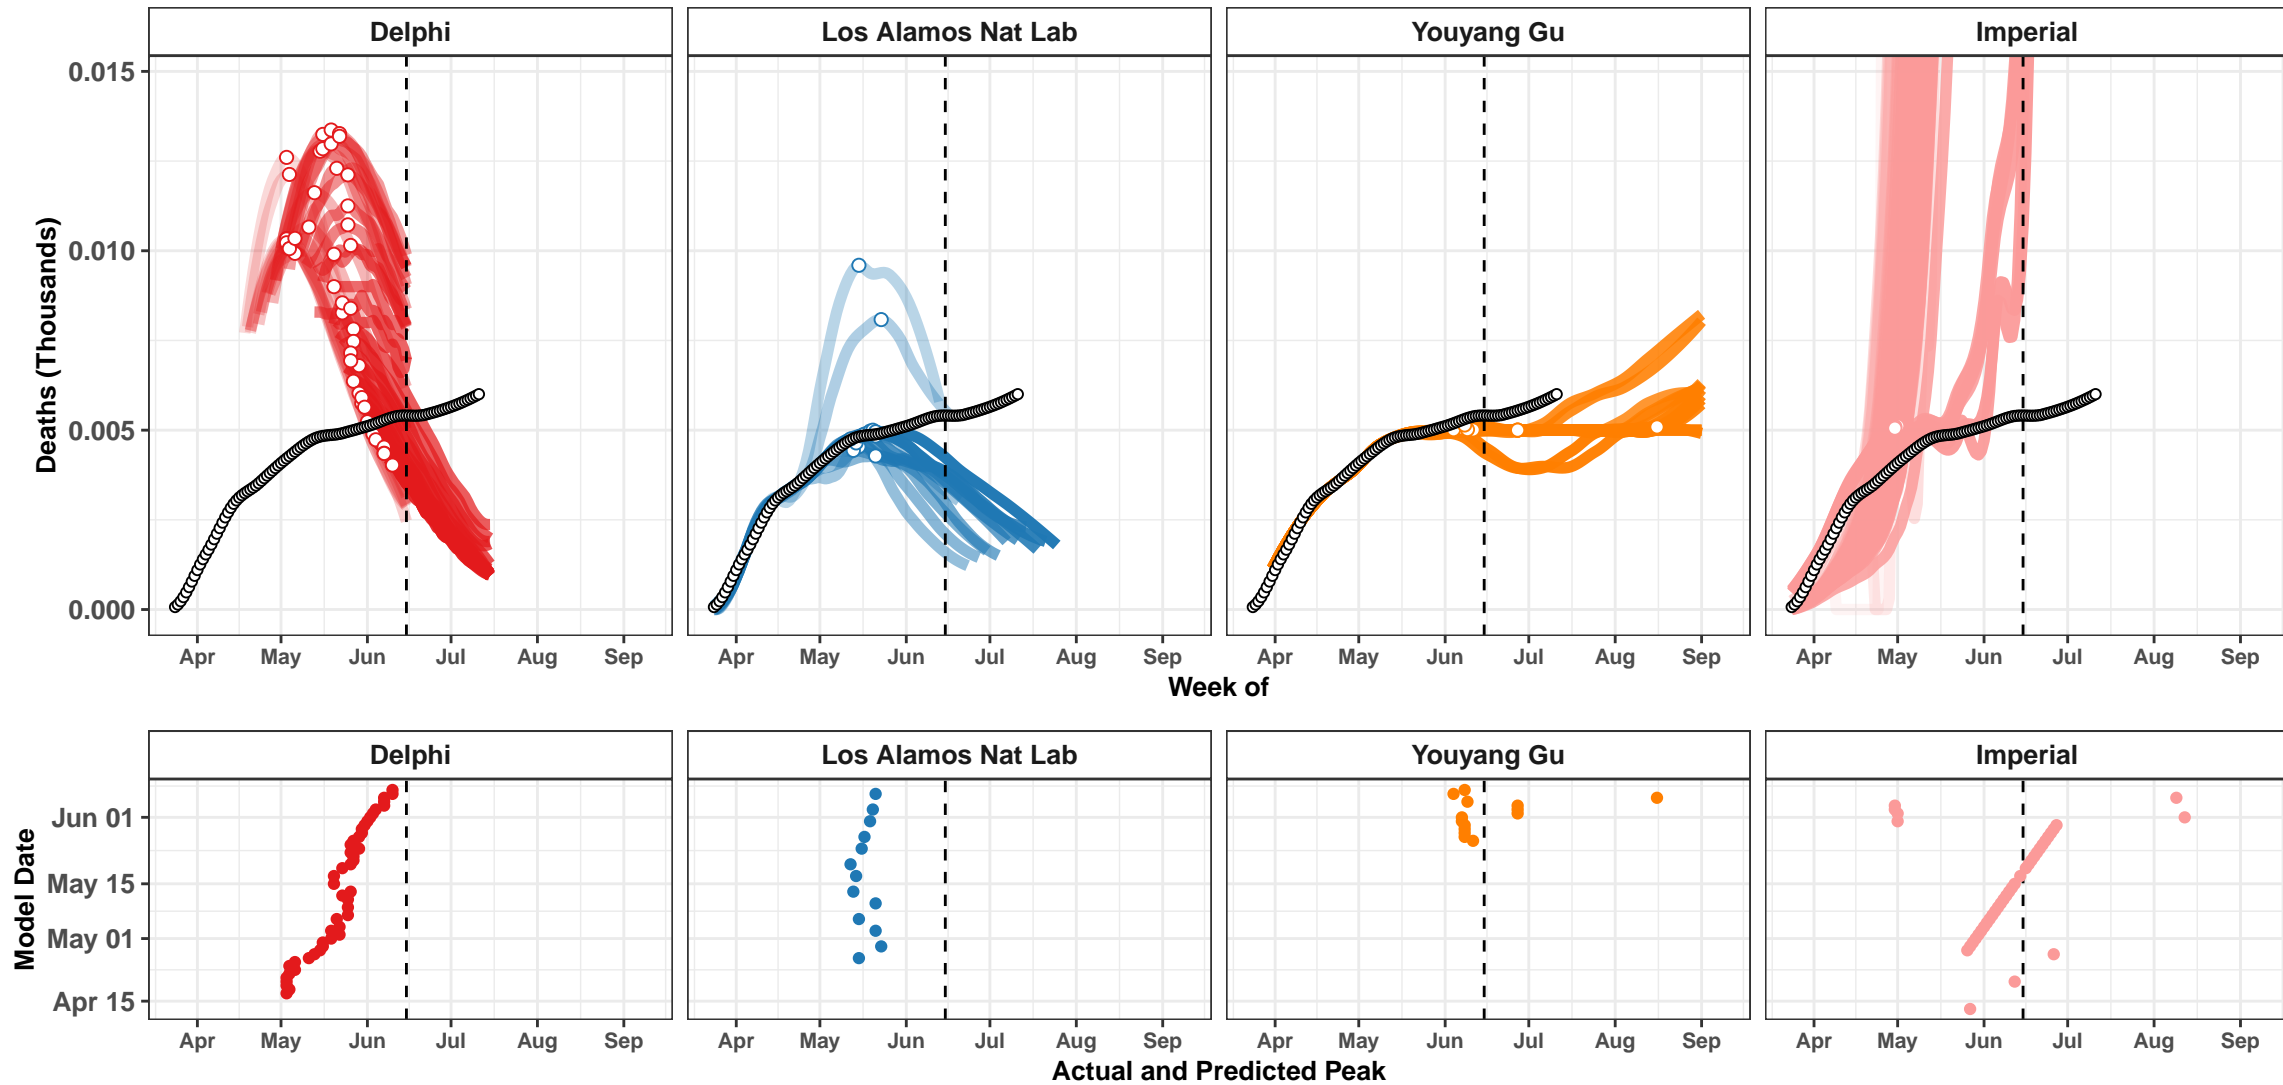 Delphi Los Alamos Nat Lab Youyang Gu Imperial
Deaths (Thousands)
0.015
0.010
0.005
0.000
Apr May Jun Jul Aug Sep Apr May Jun Jul Aug Sep Apr May Jun Jul Aug Sep Apr May Jun Jul Aug Sep
Week of
Delphi Los Alamos Nat Lab Youyang Gu Imperial
Model Date
Jun 01
May 15
May 01
Apr 15
Apr May Jun Jul Aug Sep Apr May Jun Jul Aug Sep Apr May Jun Jul Aug Sep Apr May Jun Jul Aug Sep
Actual and Predicted Peak